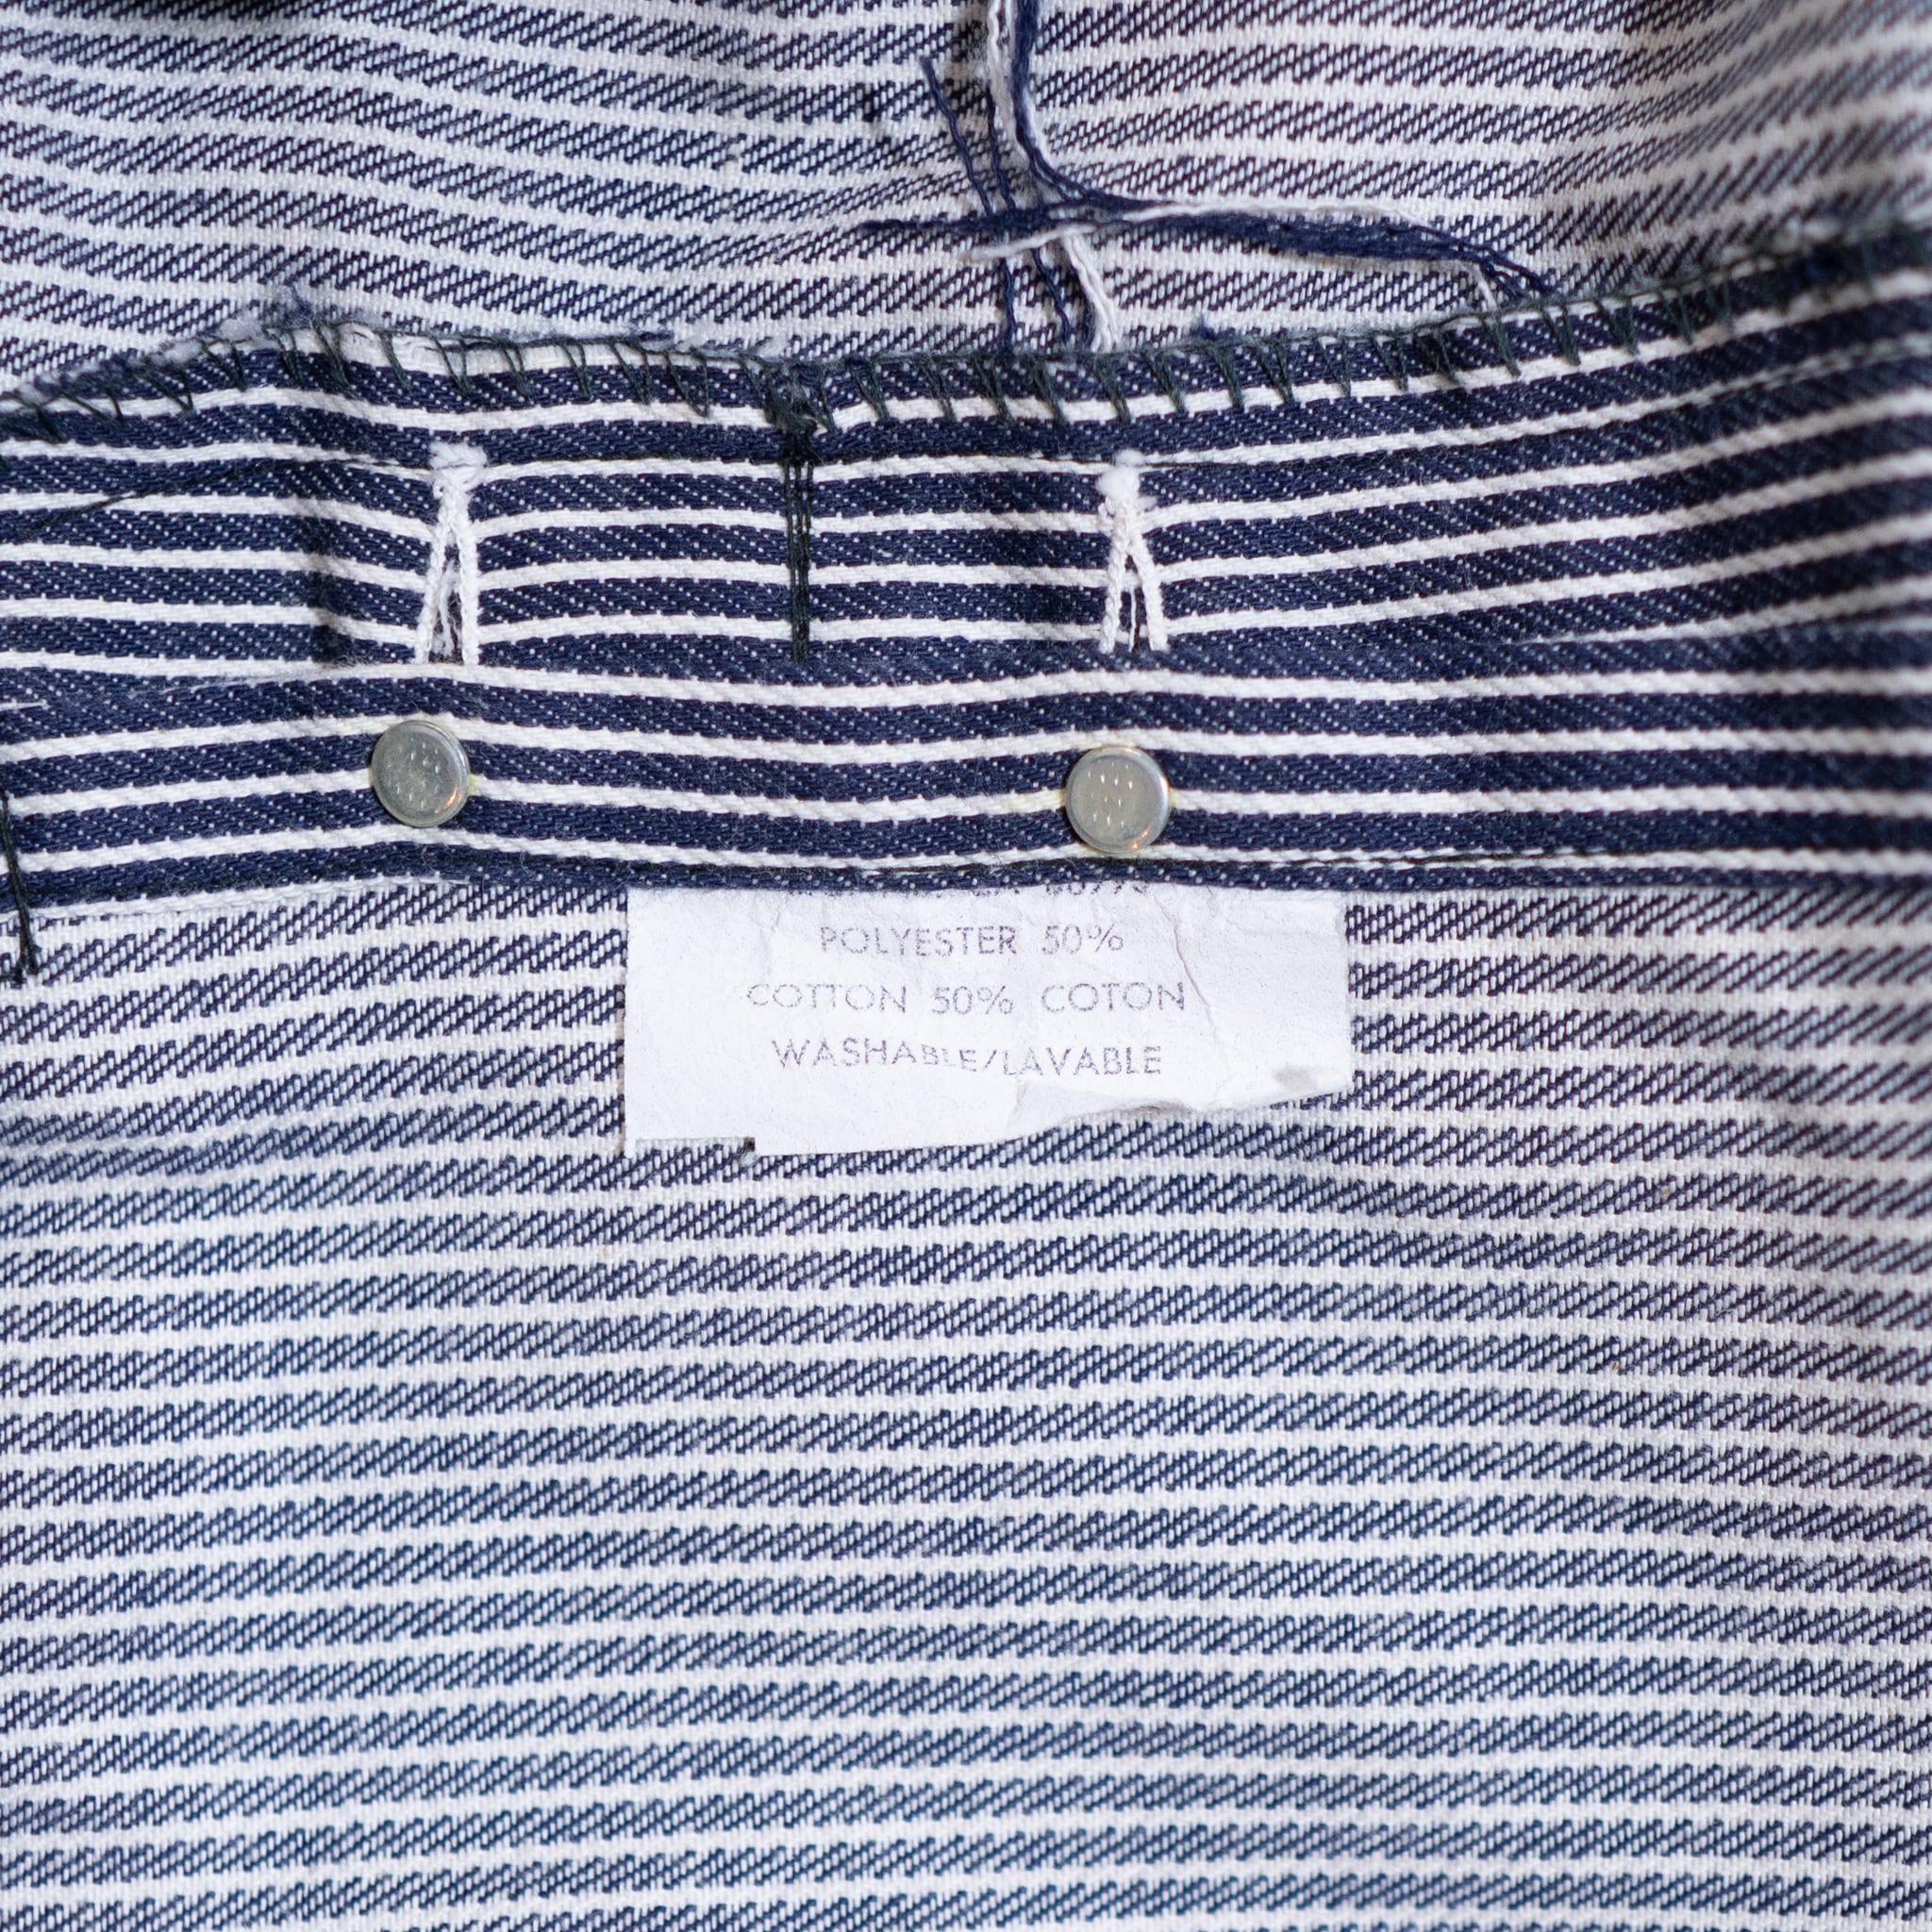 POLYESTER 50%
COTTON 50% COTON
WASHABLE/LAVABLE